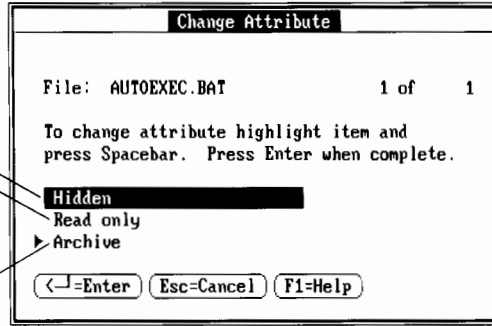 Change Attribute
File: AUTOEXEC.BAT 1 of 1
To change attribute highlight item and
press Spacebar. Press Enter when complete.
Hidden
Read only
Archive
=Enter Esc=Cancel F1=Help